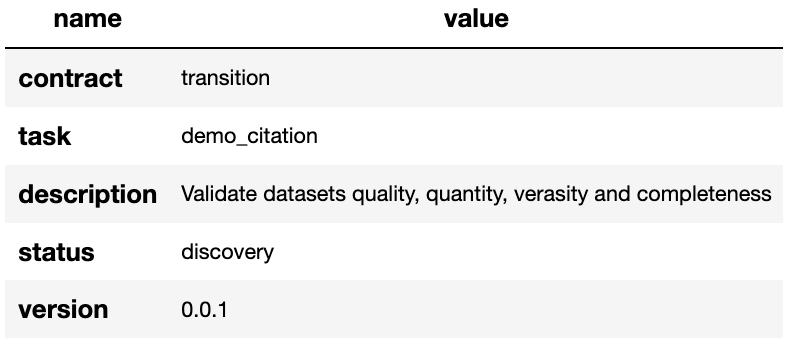 name value
contract transition
task demo_citation
description Validate datasets quality, quantity, verasity and completeness
status discovery
version 0.0.1